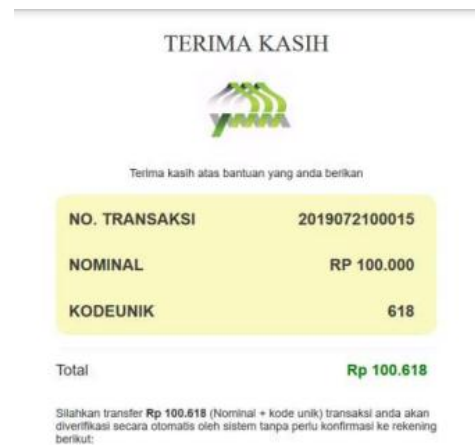 TERIMA KASIH
ymm
Terima kasih atas bantuan yang anda berikan
NO. TRANSAKSI 2019072100015
NOMINAL RP 100.000
KODEUNIK 618
Total Rp 100.618
Silahkan transfer Rp 100.618 (Nominal + kode unik) transaksi anda akan
diverifikasi secara otomatis oleh sistem tanpa perlu konfirmasi ke rekening
berikut: